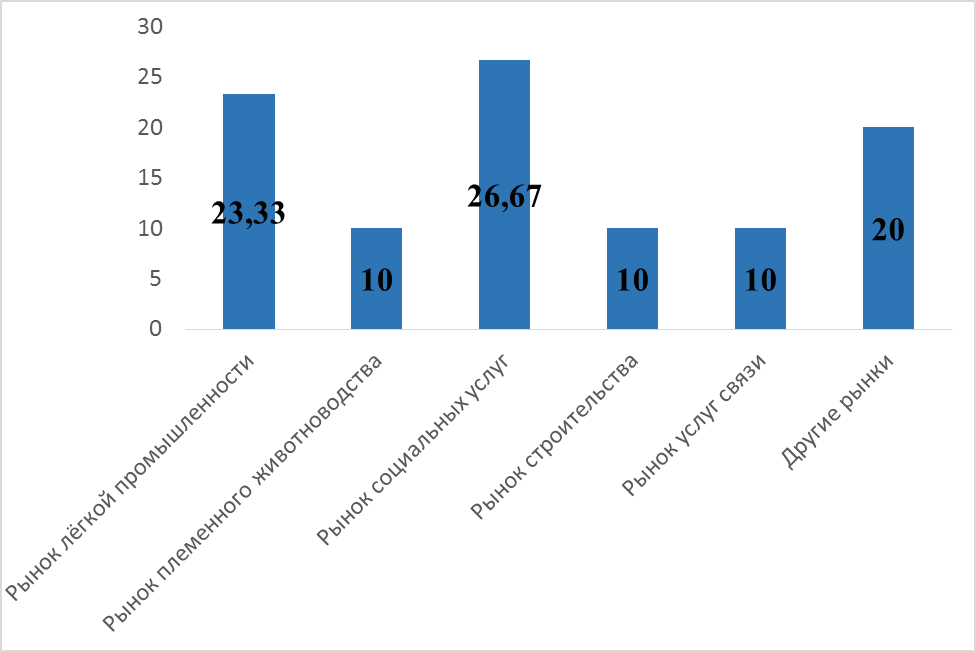 30
25
20
15
10
5
0
23,33
10
26,67
10
10
20
Рынок лёгкой промышленности
Рынок племенного животноводства
Рынок социальных услуг
Рынок строительства
Рынок услуг связи
Другие рынки